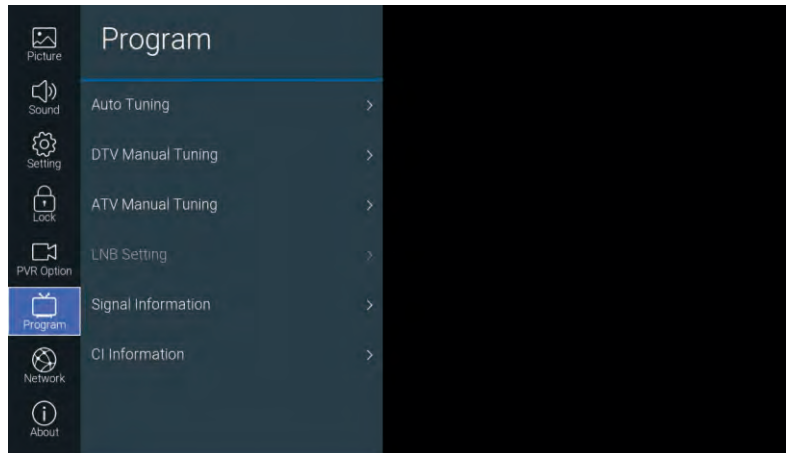 Picture
Sound
Setting
Lock
PVR Option
Program
Network
About
Program
Auto Tuning
DTV Manual Tuning
ATV Manual Tuning
LNB Setting
Signal Information
CI Information